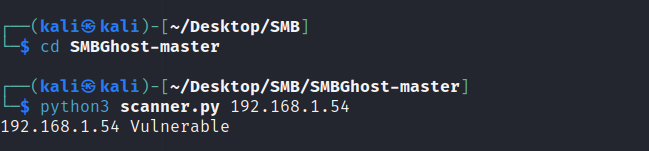 ┌──(kali㉿kali)-[~/Desktop/SMB]
└─$ cd SMBGhost-master
┌──(kali㉿kali)-[~/Desktop/SMB/SMBGhost-master]
└─$ python3 scanner.py 192.168.1.54
192.168.1.54 Vulnerable